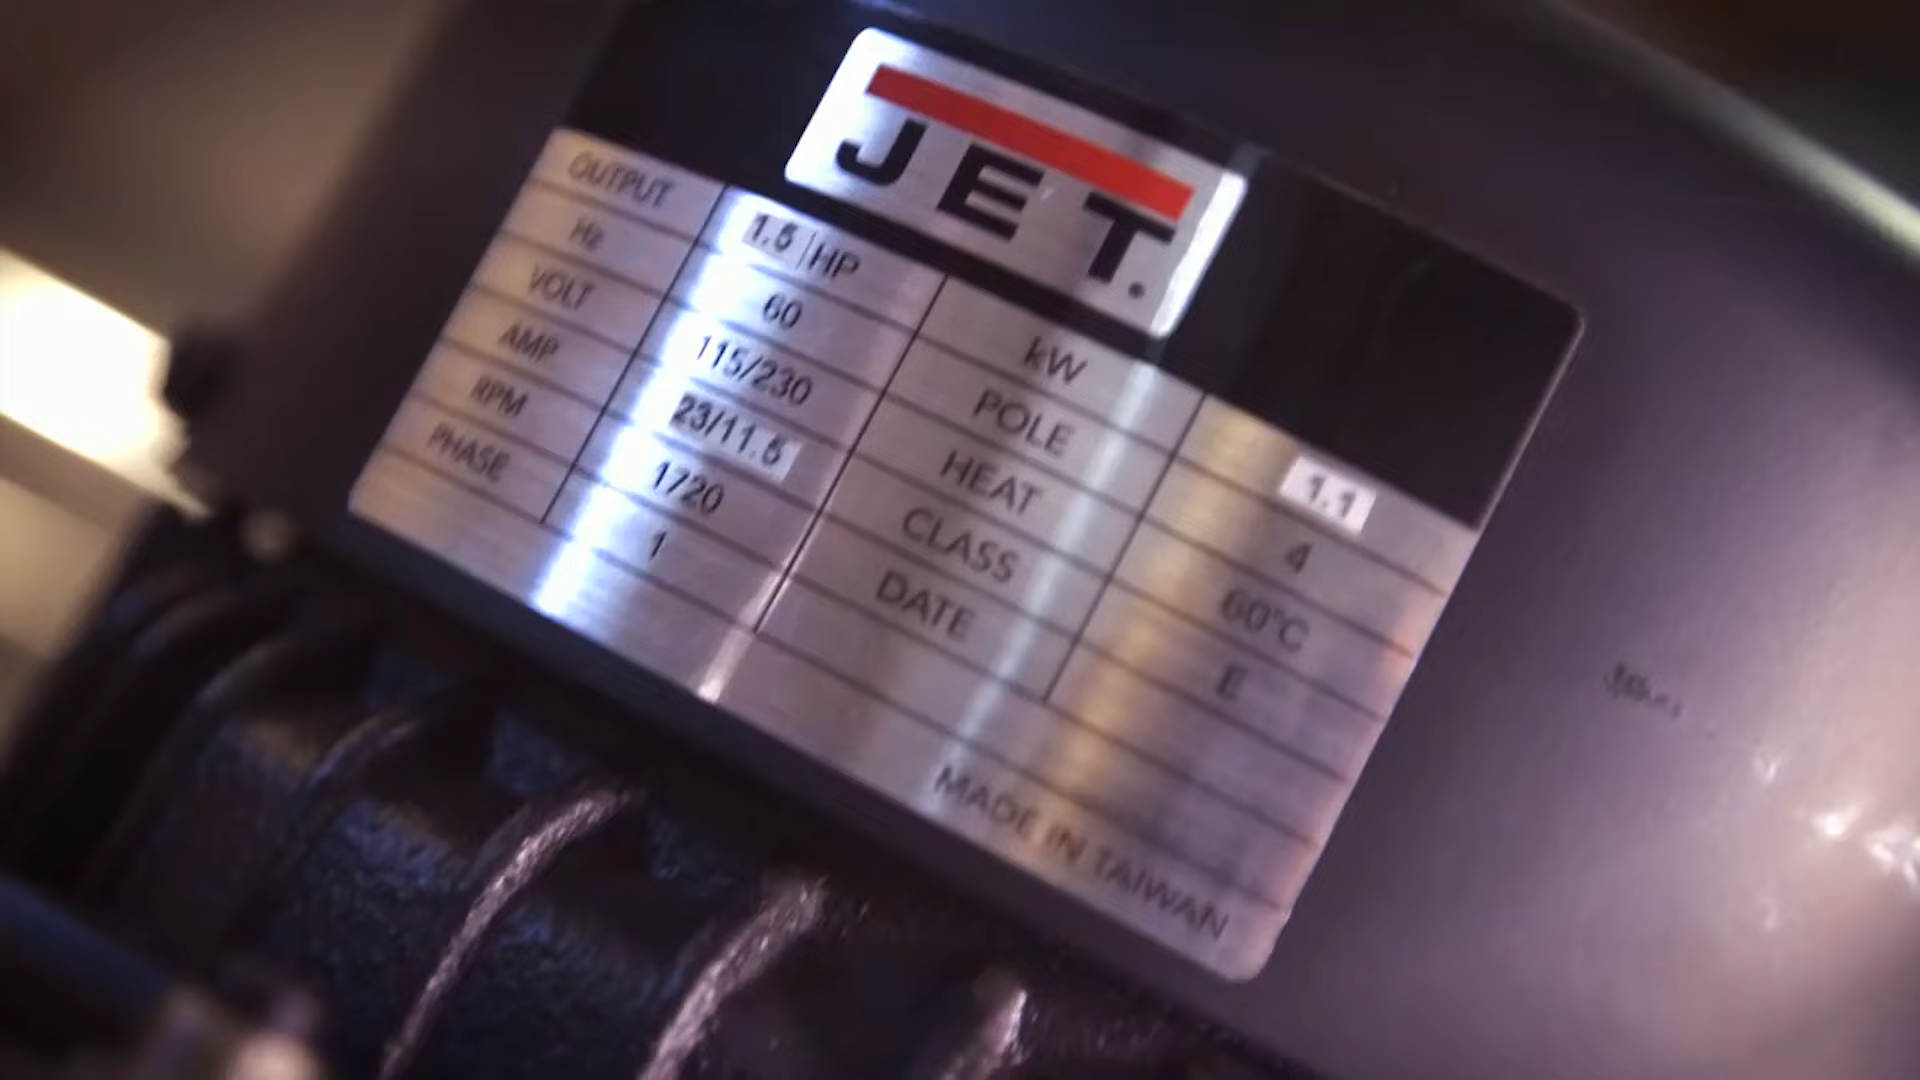 JET.
OUTPUT 1.5 HP kW 1.1
Hz 60 POLE 4
VOLT 115/230 HEAT 60°C
AMP 23/11.5 CLASS E
RPM 1720 DATE
PHASE 1
MADE IN TAIWAN